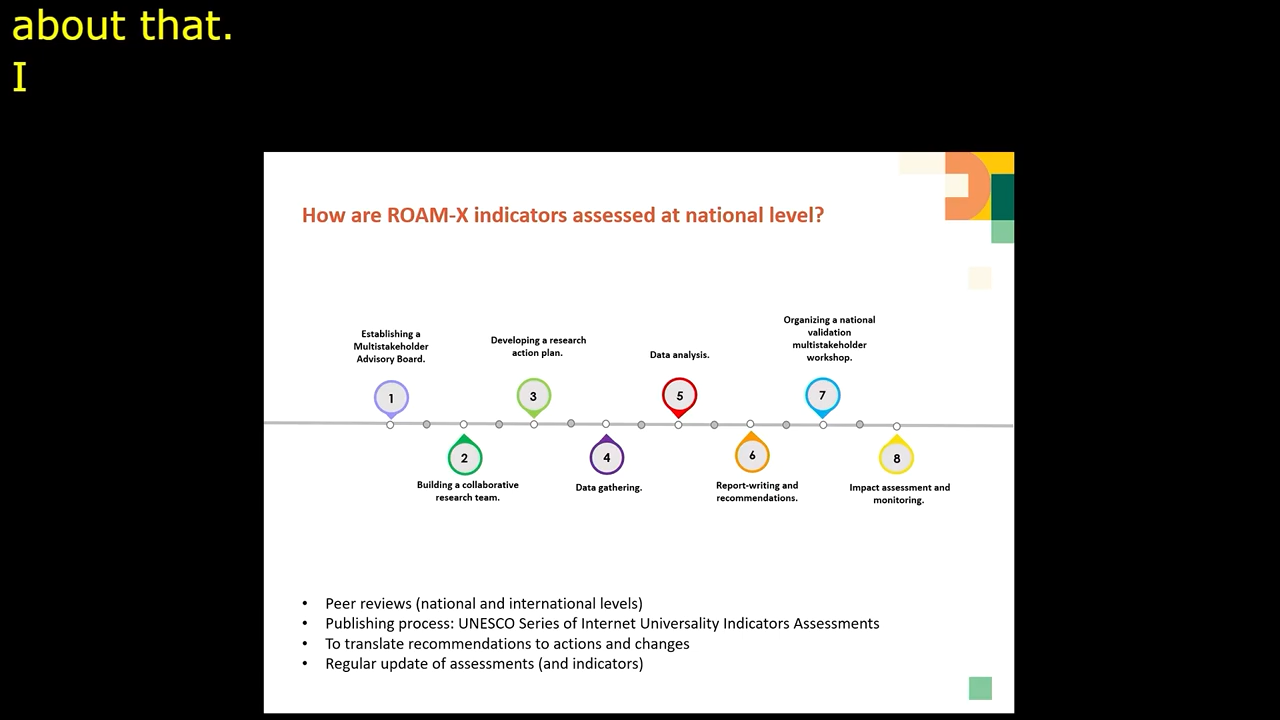 about that.
I
How are ROAM-X indicators assessed at national level?
Establishing a
Multistakeholder
Advisory Board.
1
Building a collaborative
research team.
2
Developing a research
action plan.
3
Data gathering.
4
Data analysis.
5
Report-writing and
recommendations.
6
Organizing a national
validation
multistakeholder
workshop.
7
Impact assessment and
monitoring.
8
• Peer reviews (national and international levels)
• Publishing process: UNESCO Series of Internet Universality Indicators Assessments
• To translate recommendations to actions and changes
• Regular update of assessments (and indicators)